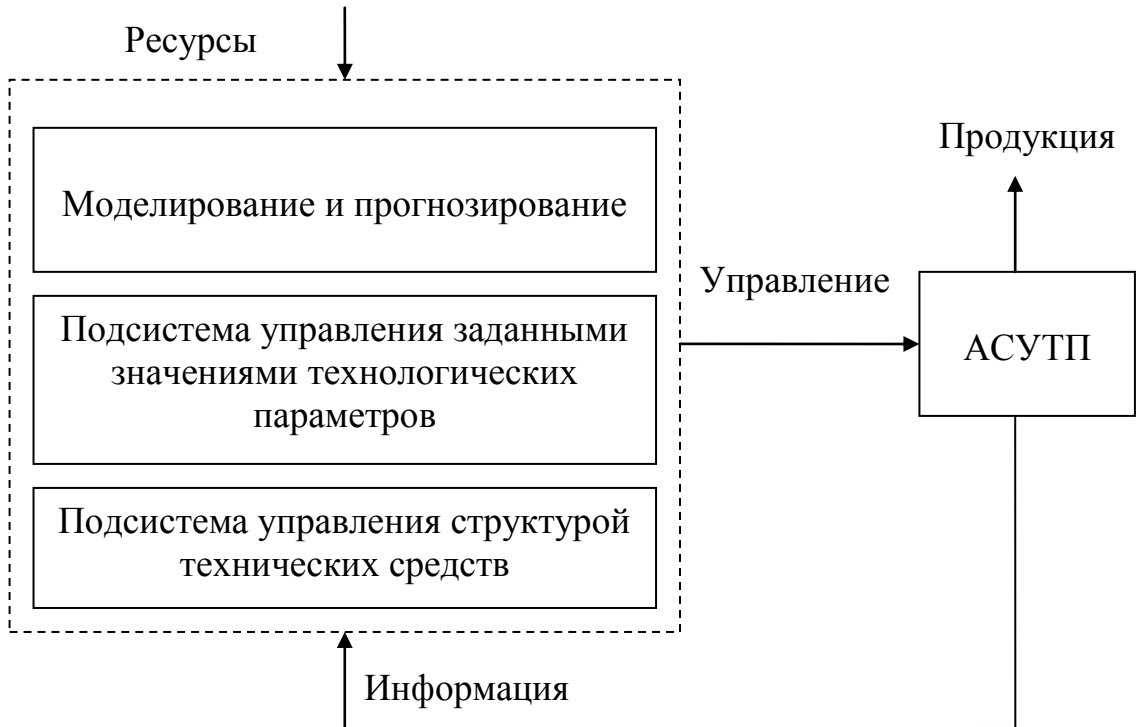 Ресурсы
Продукция
Моделирование и прогнозирование
Управление
Подсистема управления заданными
значениями технологических
параметров
АСУТП
Подсистема управления структурой
технических средств
Информация